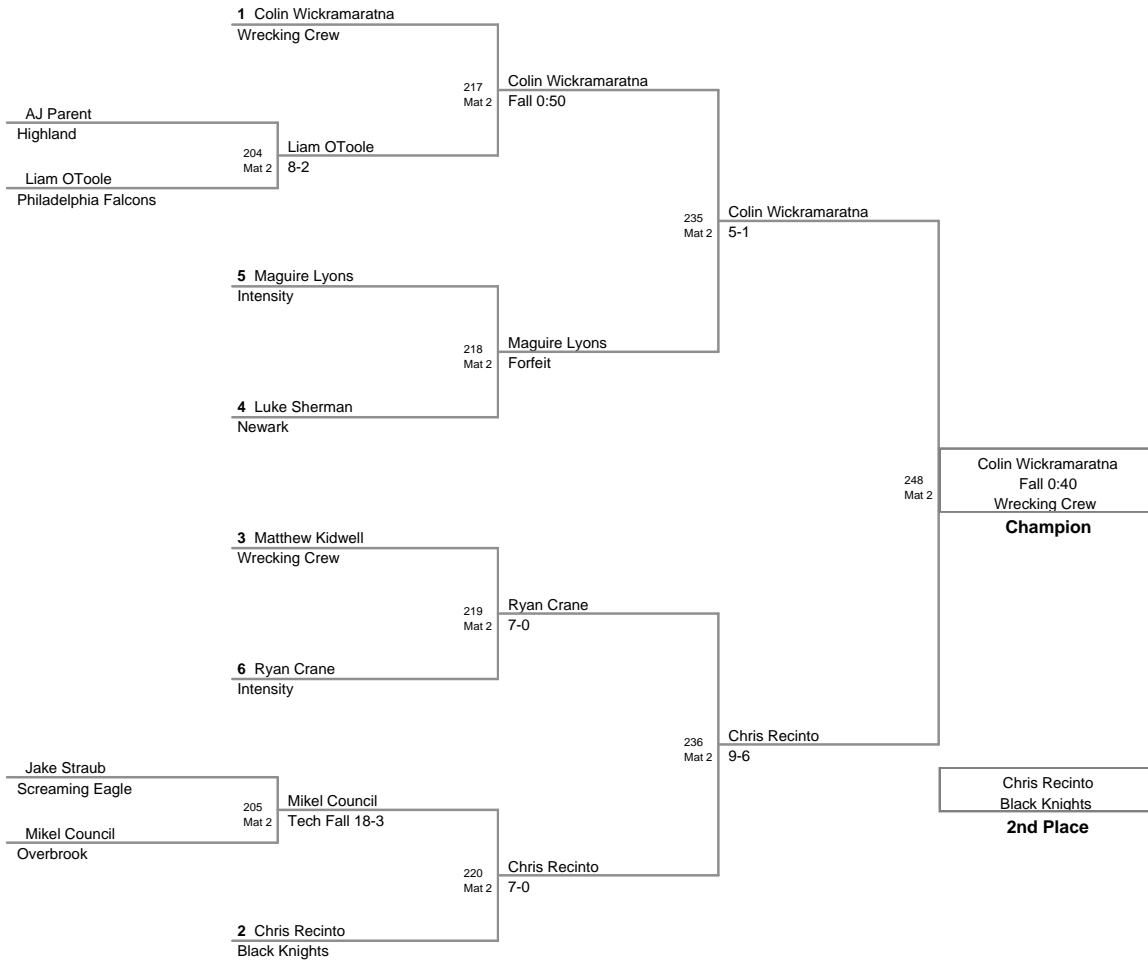 1 Colin Wickramaratna
Wrecking Crew
217
Mat 2
Colin Wickramaratna
Fall 0:50
AJ Parent
Highland
204
Mat 2
Liam OToole
8-2
Liam OToole
Philadelphia Falcons
235
Mat 2
Colin Wickramaratna
5-1
5 Maguire Lyons
Intensity
218
Mat 2
Maguire Lyons
Forfeit
4 Luke Sherman
Newark
248
Mat 2
Colin Wickramaratna
Fall 0:40
Wrecking Crew
Champion
3 Matthew Kidwell
Wrecking Crew
219
Mat 2
Ryan Crane
7-0
6 Ryan Crane
Intensity
236
Mat 2
Chris Recinto
9-6
Jake Straub
Screaming Eagle
205
Mat 2
Mikel Council
Tech Fall 18-3
Mikel Council
Overbrook
Chris Recinto
Black Knights
2nd Place
220
Mat 2
Chris Recinto
7-0
2 Chris Recinto
Black Knights